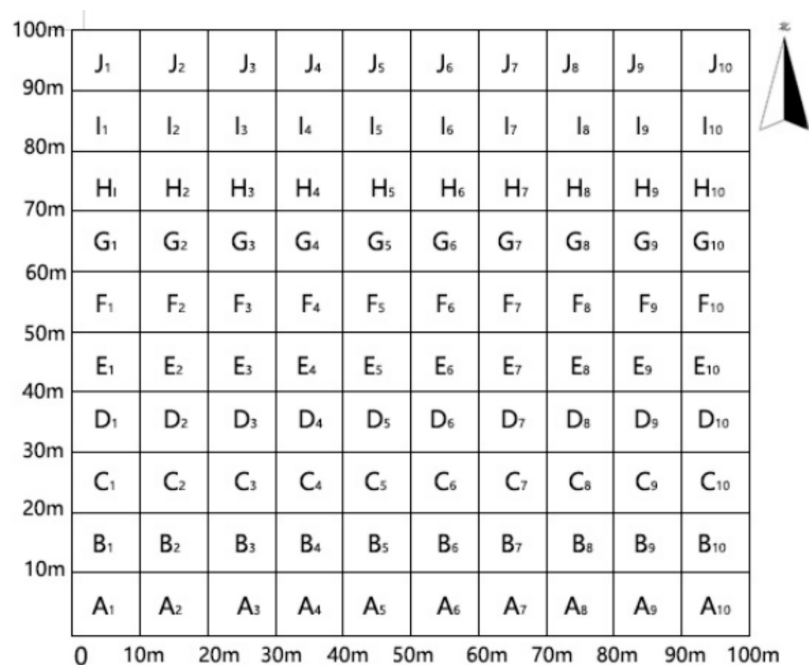 N
100m
J₁ J₂ J₃ J₄ J₅ J₆ J₇ J₈ J₉ J₁₀
90m
I₁ I₂ I₃ I₄ I₅ I₆ I₇ I₈ I₉ I₁₀
80m
Hı H₂ H₃ H₄ H₅ H₆ H₇ H₈ H₉ H₁₀
70m
G₁ G₂ G₃ G₄ G₅ G₆ G₇ G₈ G₉ G₁₀
60m
F₁ F₂ F₃ F₄ F₅ F₆ F₇ F₈ F₉ F₁₀
50m
E₁ E₂ E₃ E₄ E₅ E₆ E₇ E₈ E₉ E₁₀
40m
D₁ D₂ D₃ D₄ D₅ D₆ D₇ D₈ D₉ D₁₀
30m
C₁ C₂ C₃ C₄ C₅ C₆ C₇ C₈ C₉ C₁₀
20m
B₁ B₂ B₃ B₄ B₅ B₆ B₇ B₈ B₉ B₁₀
10m
A₁ A₂ A₃ A₄ A₅ A₆ A₇ A₈ A₉ A₁₀
0 10m 20m 30m 40m 50m 60m 70m 80m 90m 100m